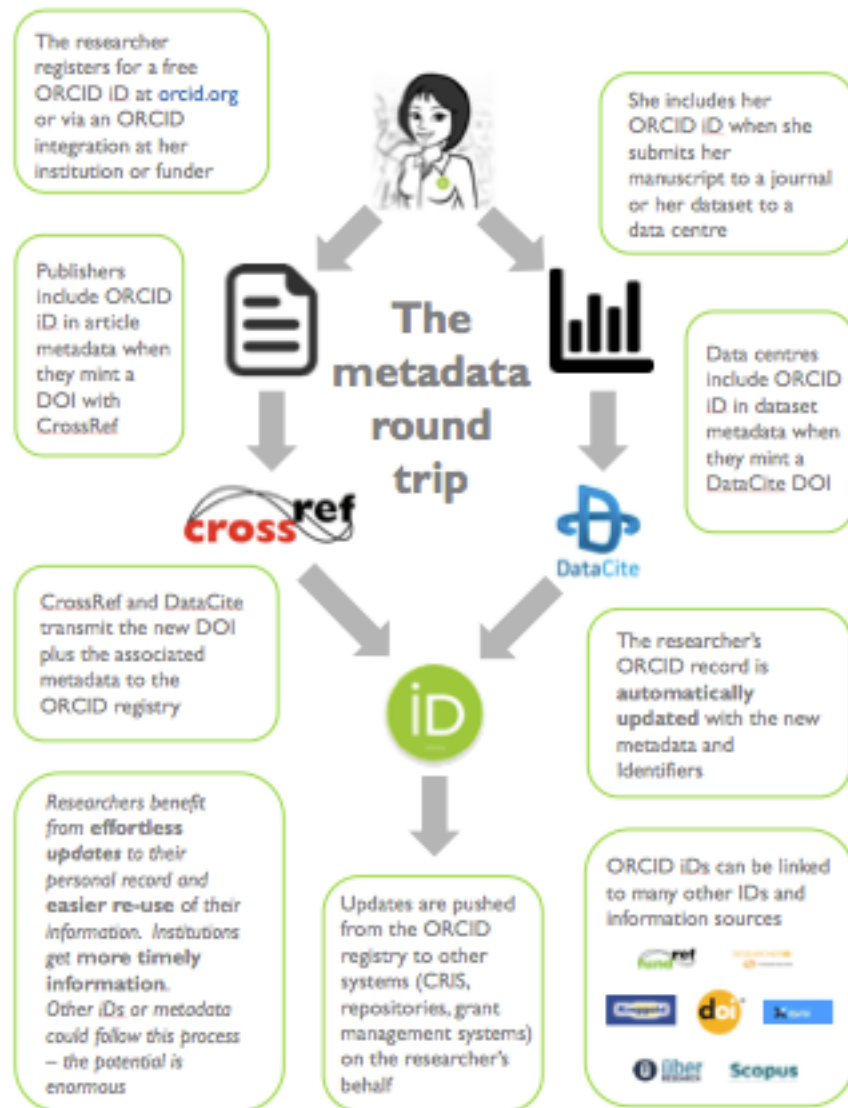 The researcher
registers for a free
ORCID iD at orcid.org
or via an ORCID
integration at her
institution or funder
She includes her
ORCID iD when she
submits her
manuscript to a journal
or her dataset to a
data centre
Publishers
include ORCID
iD in article
metadata when
they mint a
DOI with
CrossRef
The
metadata
round
trip
Data centres
include ORCID
iD in dataset
metadata when
they mint a
DataCite DOI
crossref
DataCite
CrossRef and DataCite
transmit the new DOI
plus the associated
metadata to the
ORCID registry
iD
The researcher's
ORCID record is
automatically
updated with the new
metadata and
Identifiers
Researchers benefit
from effortless
updates to their
personal record and
easier re-use of their
information. Institutions
get more timely
information.
Other iDs or metadata
could follow this process
– the potential is
enormous
Updates are pushed
from the ORCID
registry to other
systems (CRIS,
repositories, grant
management systems)
on the researcher's
behalf
ORCID iDs can be linked
to many other IDs and
information sources
fundref
doi
über
RESEARCH
Scopus